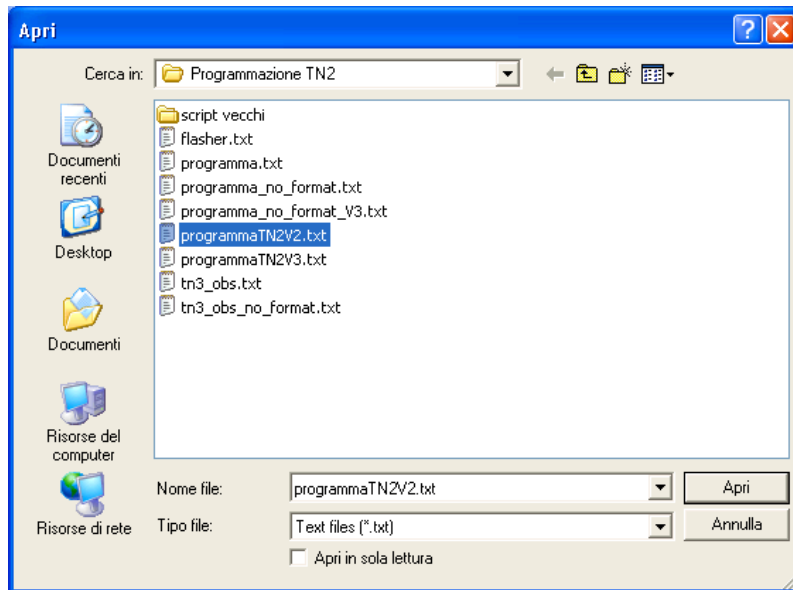 Apri
Cerca in: Programmazione TN2
Documenti
recenti
Desktop
Documenti
Risorse del
computer
Risorse di rete
script vecchi
flasher.txt
programma.txt
programma_no_format.txt
programma_no_format_V3.txt
programmaTN2V2.txt
programmaTN2V3.txt
tn3_obs.txt
tn3_obs_no_format.txt
Nome file: programmaTN2V2.txt Apri
Tipo file: Text files (*.txt) Annulla
Apri in sola lettura